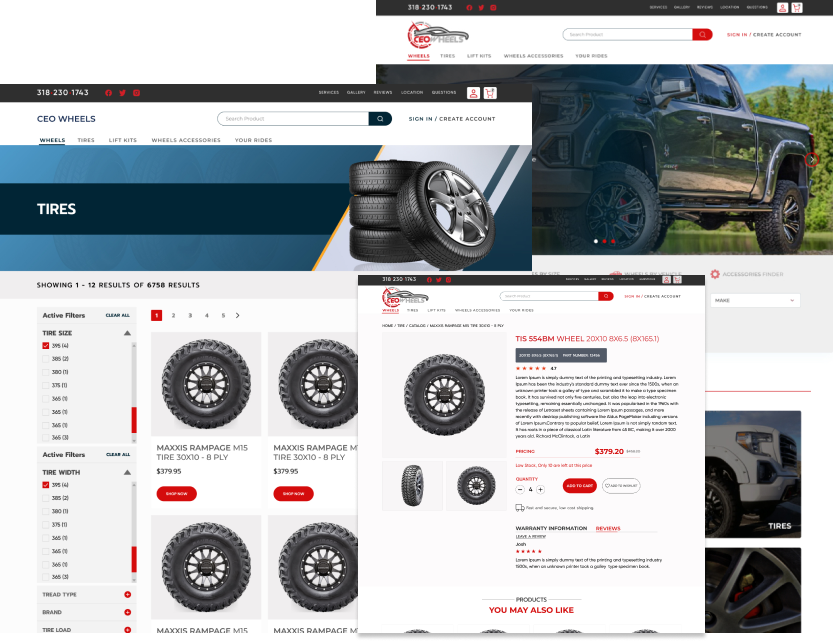 318 230 1743
SERVICES GALLERY REVIEWS LOCATION QUESTIONS
CEO WHEELS
Search Product
SIGN IN / CREATE ACCOUNT
WHEELS TIRES LIFT KITS WHEELS ACCESSORIES YOUR RIDES
318 230 1743
SERVICES GALLERY REVIEWS LOCATION QUESTIONS
CEO WHEELS
Search Product
SIGN IN / CREATE ACCOUNT
WHEELS TIRES LIFT KITS WHEELS ACCESSORIES YOUR RIDES
TIRES
SHOWING 1 - 12 RESULTS OF 6758 RESULTS
Active Filters CLEAR ALL
TIRE SIZE
395 (4)
385 (2)
380 (1)
375 (1)
365 (1)
365 (1)
365 (1)
365 (3)
Active Filters CLEAR ALL
TIRE WIDTH
395 (4)
385 (2)
380 (1)
375 (1)
365 (1)
365 (1)
365 (1)
365 (3)
TREAD TYPE
BRAND
TIRE LOAD
1 2 3 4 5
MAXXIS RAMPAGE M15
TIRE 30X10 - 8 PLY
$379.95
SHOP NOW
MAXXIS RAMPAGE
TIRE 30X10 - 8 PLY
$379.95
SHOP NOW
MAXXIS RAMPAGE M15
MAXXIS RAMPAGE
WHEELS BY VEHICLE
ACCESSORIES FINDER
MAKE
TIRES
318 230 1743
SERVICES GALLERY REVIEWS LOCATION QUESTIONS
CEO WHEELS
Search Product
SIGN IN / CREATE ACCOUNT
WHEELS TIRES LIFT KITS WHEELS ACCESSORIES YOUR RIDES
HOME / TIRE / CATALOG / MAXXIS RAMPAGE M15 TIRE 30X10 - 8 PLY
TIS 554BM WHEEL 20X10 8X6.5 (8X165.1)
PART NUMBER
4.7
Lorem Ipsum is simply dummy text of the printing and typesetting industry. Lorem
Ipsum has been the industry's standard dummy text ever since the 1500s, when an
unknown printer took a galley of type and scrambled it to make a type specimen
book. It has survived not only five centuries, but also the leap into electronic
typesetting, remaining essentially unchanged. It was popularised in the 1960s with
the release of Letraset sheets containing Lorem Ipsum passages, and more
recently with desktop publishing software like Aldus PageMaker including versions
of Lorem Ipsum.Contrary to popular belief, Lorem Ipsum is not simply random text.
It has roots in a piece of classical Latin literature from 45 BC, making it over 2000
years old. Richard McClintock, a Latin
PRICING $379.20
Low Stock, Only 10 are left at this price
QUANTITY
4
ADD TO CART
ADD TO WISHLIST
Fast and secure, low cost shipping.
WARRANTY INFORMATION REVIEWS
LEAVE A REVIEW
Josh
Lorem Ipsum is simply dummy text of the printing and typesetting industry.
1500s, when an unknown printer took a galley type specimen book.
PRODUCTS
YOU MAY ALSO LIKE